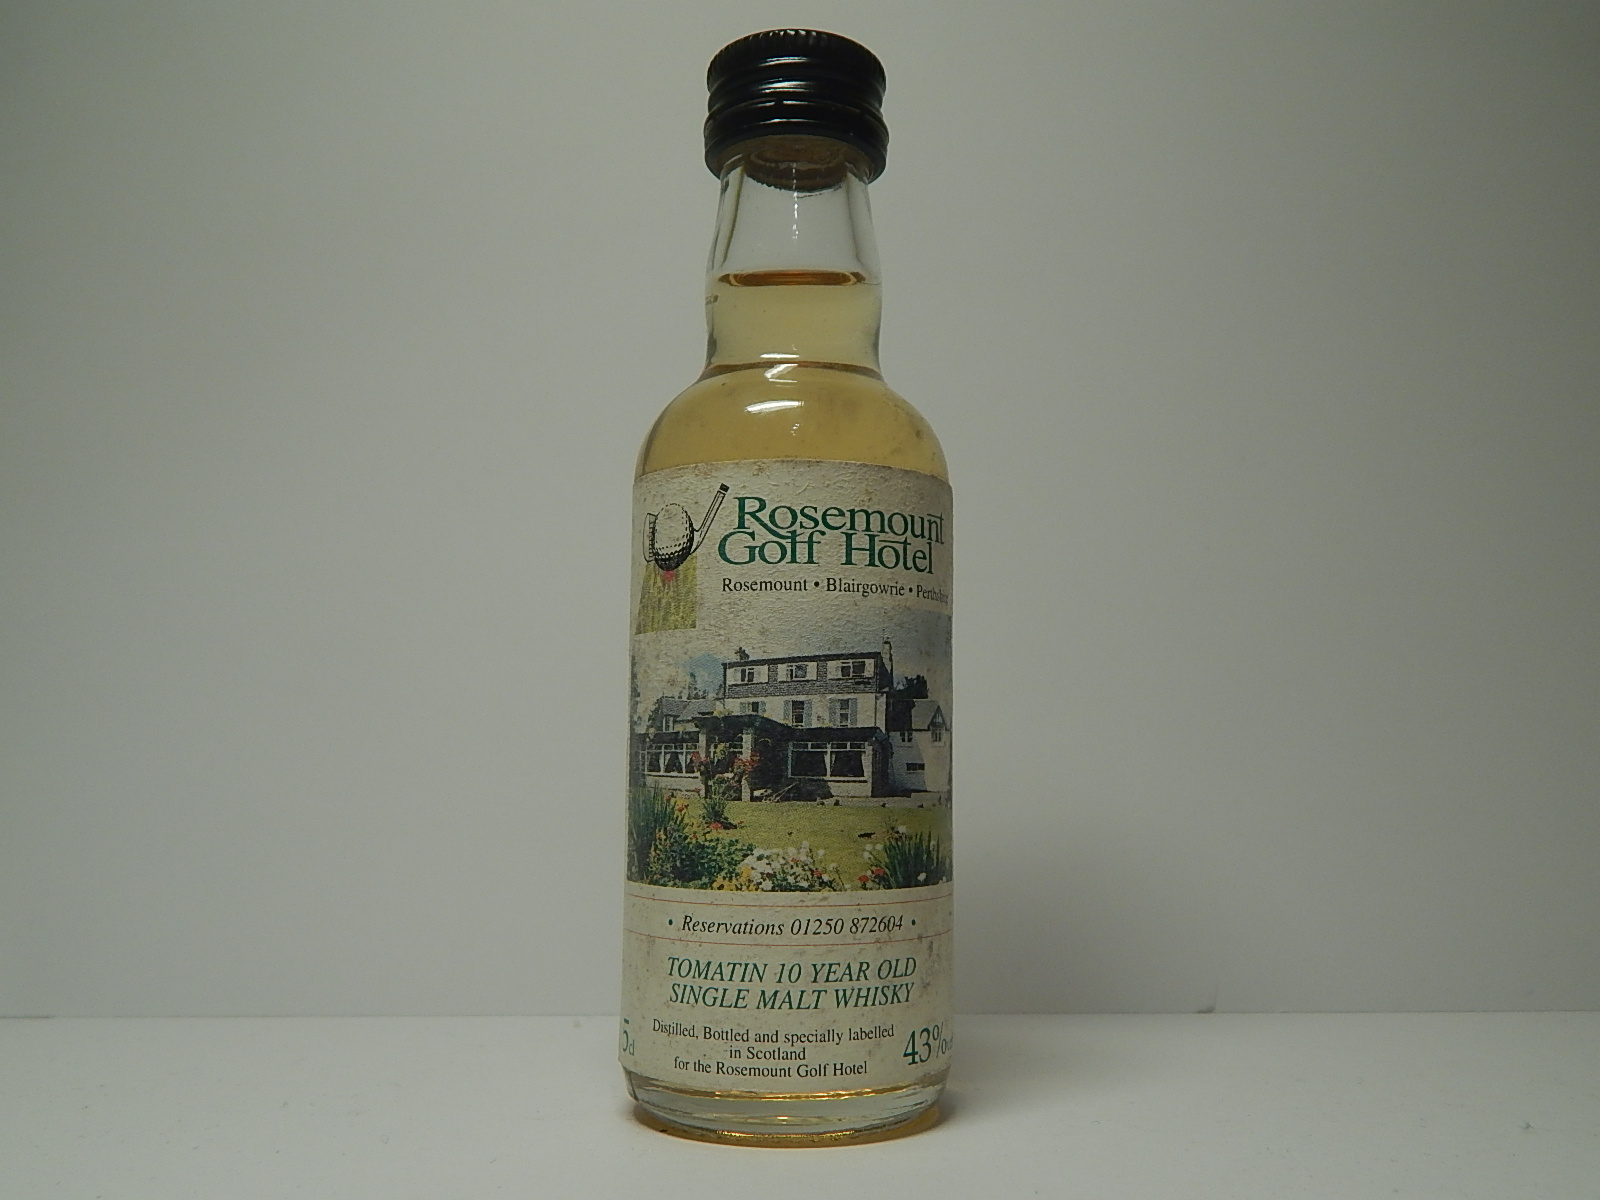 Rosemount
Golf Hotel
Rosemount • Blairgowrie •
• Reservations 01250 872604 •
TOMATIN 10 YEAR OLD
SINGLE MALT WHISKY
Distilled, Bottled and specially labelled
in Scotland
for the Rosemount Golf Hotel
5cl
43%